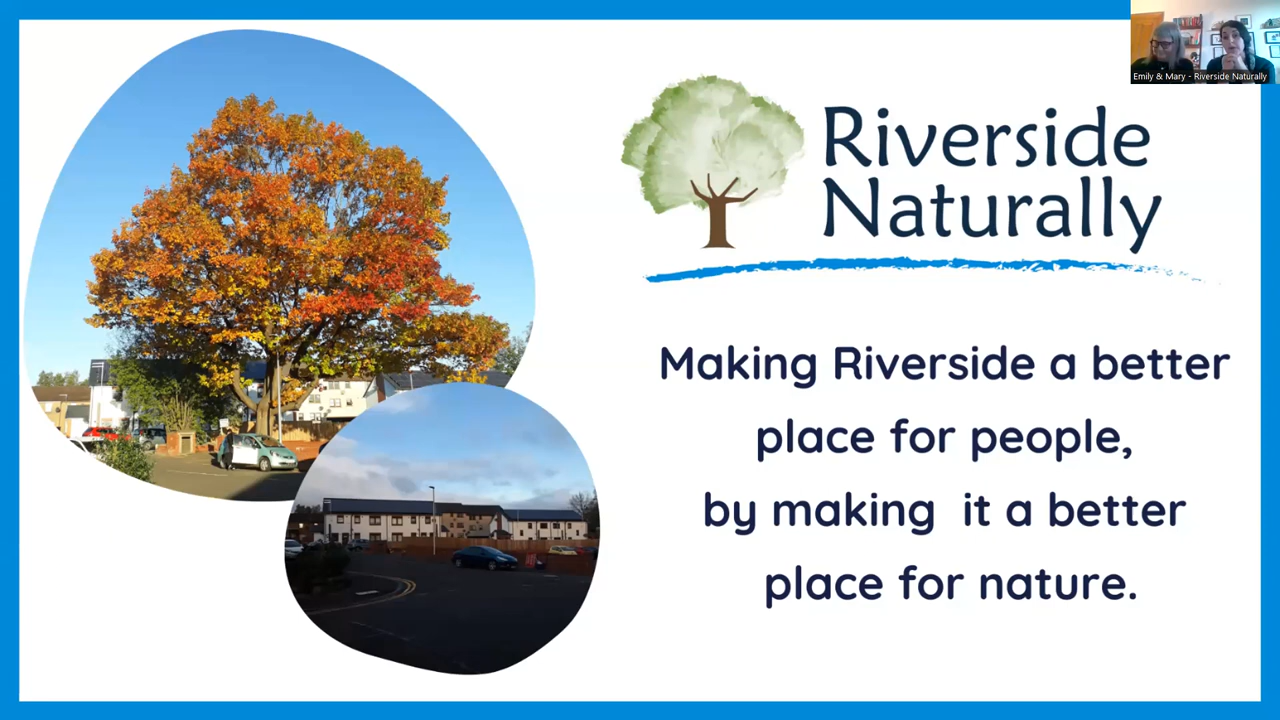 Emily & Mary - Riverside Naturally
Riverside
Naturally
Making Riverside a better
place for people,
by making it a better
place for nature.